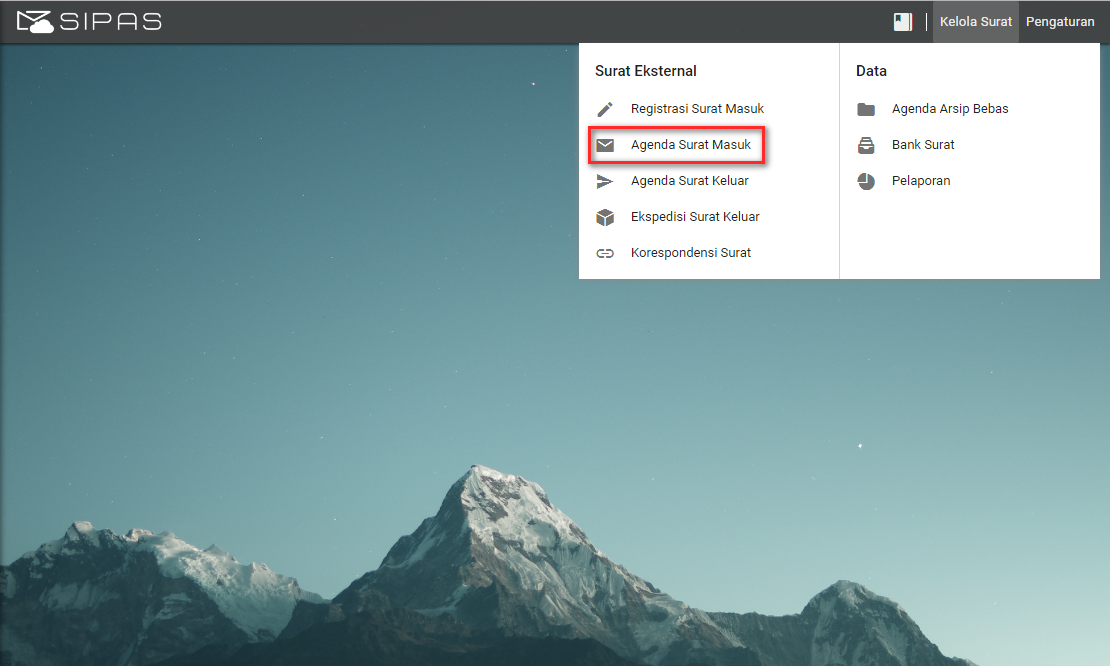 SIPAS
Kelola Surat
Pengaturan
Surat Eksternal
Registrasi Surat Masuk
Agenda Surat Masuk
Agenda Surat Keluar
Ekspedisi Surat Keluar
Korespondensi Surat
Data
Agenda Arsip Bebas
Bank Surat
Pelaporan